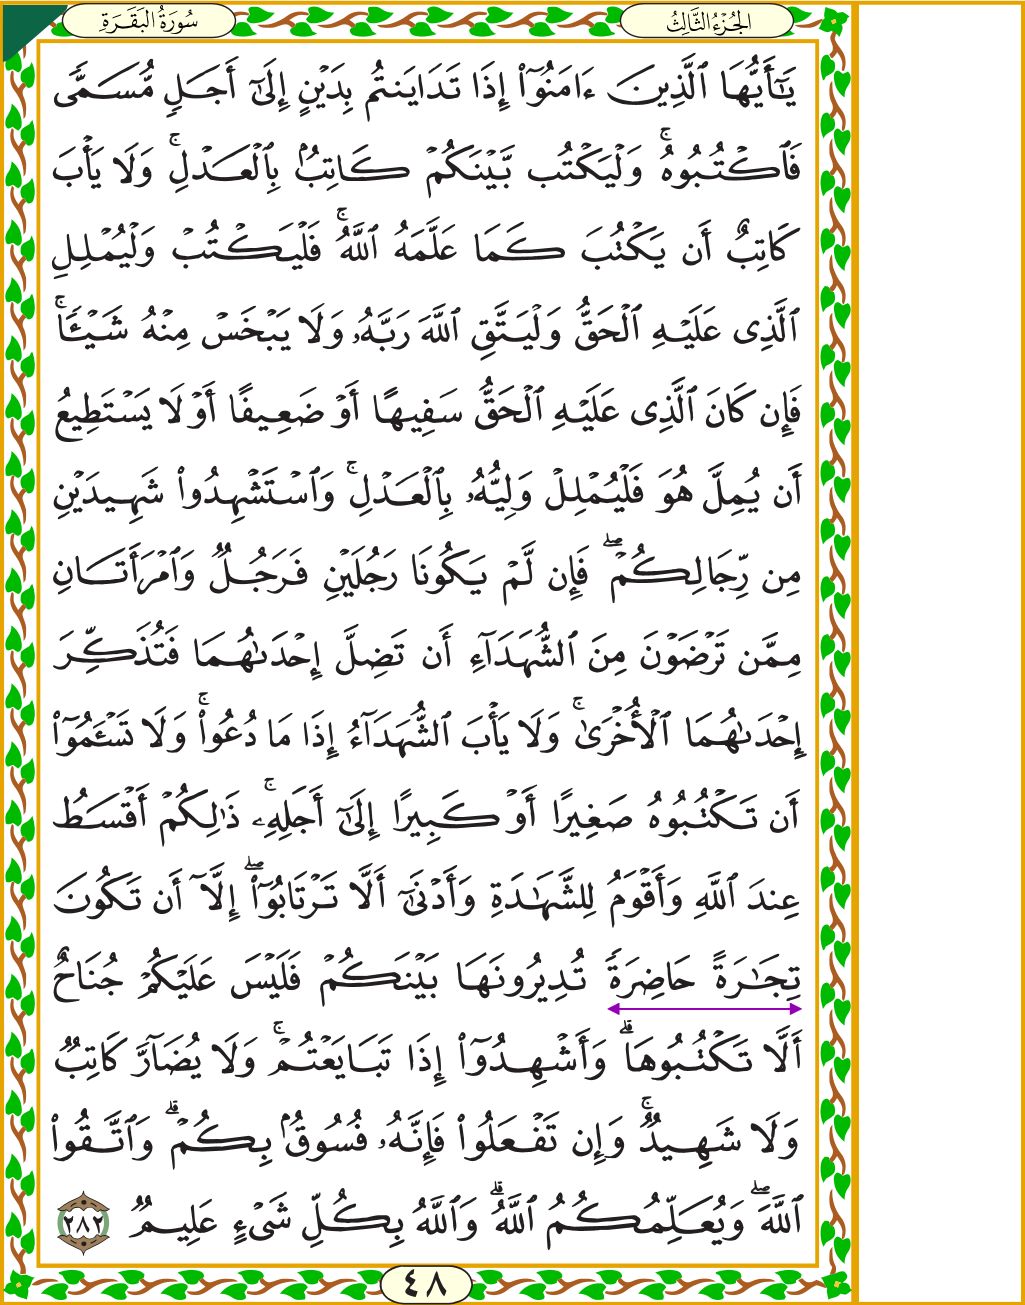 سُورَةُ البَقَرَةِ
الجُزْءُ الثَّالِثُ
يَٰٓأَيُّهَا ٱلَّذِينَ ءَامَنُوٓا۟ إِذَا تَدَايَنتُم بِدَيْنٍ إِلَىٰٓ أَجَلٍ مُّسَمًّى
فَٱكْتُبُوهُ ۚ وَلْيَكْتُب بَّيْنَكُمْ كَاتِبٌۢ بِٱلْعَدْلِ ۚ وَلَا يَأْبَ
كَاتِبٌ أَن يَكْتُبَ كَمَا عَلَّمَهُ ٱللَّهُ ۚ فَلْيَكْتُبْ وَلْيُمْلِلِ
ٱلَّذِى عَلَيْهِ ٱلْحَقُّ وَلْيَتَّقِ ٱللَّهَ رَبَّهُۥ وَلَا يَبْخَسْ مِنْهُ شَيْـًٔا ۚ
فَإِن كَانَ ٱلَّذِى عَلَيْهِ ٱلْحَقُّ سَفِيهًا أَوْ ضَعِيفًا أَوْ لَا يَسْتَطِيعُ
أَن يُمِلَّ هُوَ فَلْيُمْلِلْ وَلِيُّهُۥ بِٱلْعَدْلِ ۚ وَٱسْتَشْهِدُوا۟ شَهِيدَيْنِ
مِن رِّجَالِكُمْ ۖ فَإِن لَّمْ يَكُونَا رَجُلَيْنِ فَرَجُلٌ وَٱمْرَأَتَانِ
مِمَّن تَرْضَوْنَ مِنَ ٱلشُّهَدَآءِ أَن تَضِلَّ إِحْدَىٰهُمَا فَتُذَكِّرَ
إِحْدَىٰهُمَا ٱلْأُخْرَىٰ ۚ وَلَا يَأْبَ ٱلشُّهَدَآءُ إِذَا مَا دُعُوا۟ ۚ وَلَا تَسْـَٔمُوٓا۟
أَن تَكْتُبُوهُ صَغِيرًا أَوْ كَبِيرًا إِلَىٰٓ أَجَلِهِۦ ۚ ذَٰلِكُمْ أَقْسَطُ
عِندَ ٱللَّهِ وَأَقْوَمُ لِلشَّهَٰدَةِ وَأَدْنَىٰٓ أَلَّا تَرْتَابُوٓا۟ ۖ إِلَّآ أَن تَكُونَ
تِجَٰرَةً حَاضِرَةً تُدِيرُونَهَا بَيْنَكُمْ فَلَيْسَ عَلَيْكُمْ جُنَاحٌ
أَلَّا تَكْتُبُوهَا ۗ وَأَشْهِدُوٓا۟ إِذَا تَبَايَعْتُمْ ۚ وَلَا يُضَآرَّ كَاتِبٌ
وَلَا شَهِيدٌ ۚ وَإِن تَفْعَلُوا۟ فَإِنَّهُۥ فُسُوقٌۢ بِكُمْ ۗ وَٱتَّقُوا۟
ٱللَّهَ ۖ وَيُعَلِّمُكُمُ ٱللَّهُ ۗ وَٱللَّهُ بِكُلِّ شَىْءٍ عَلِيمٌ ٢٨٢
٤٨